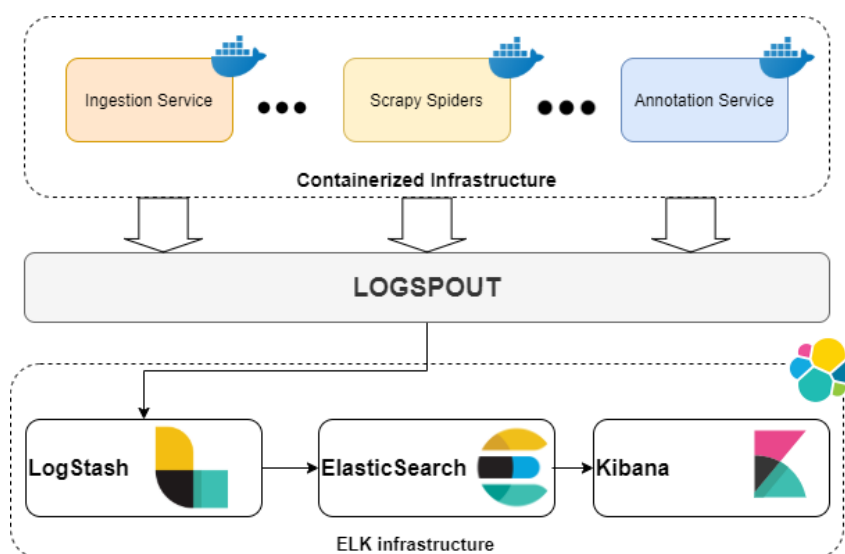 Ingestion Service
Scrapy Spiders
Annotation Service
Containerized Infrastructure
LOGSPOUT
LogStash
ElasticSearch
Kibana
ELK infrastructure